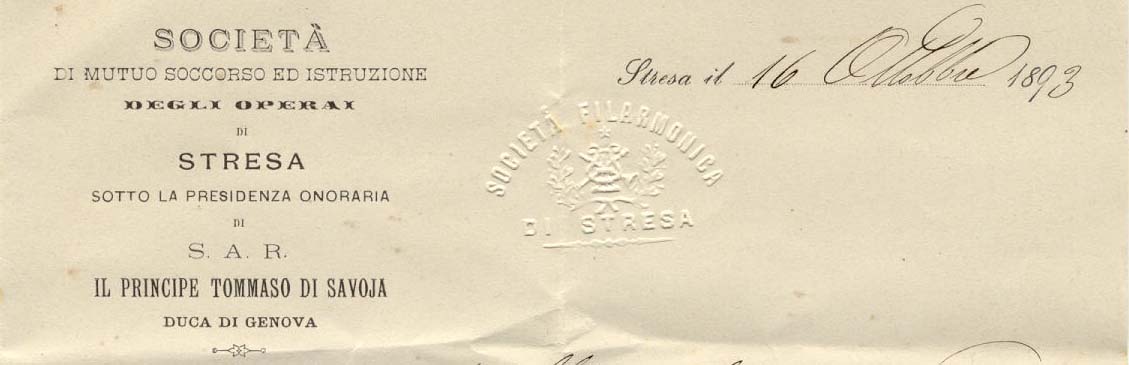 SOCIETÀ
DI MUTUO SOCCORSO ED ISTRUZIONE
DEGLI OPERAI
DI
STRESA
SOTTO LA PRESIDENZA ONORARIA
DI
S. A. R.
IL PRINCIPE TOMMASO DI SAVOJA
DUCA DI GENOVA
Stresa il 16 Ottobre 1893
SOCIETÀ FILARMONICA
DI STRESA